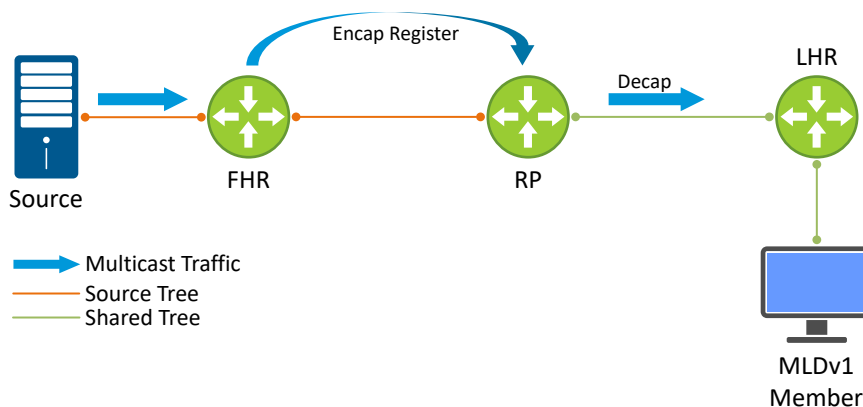 Encap Register
LHR
Decap
Source
FHR
RP
Multicast Traffic
Source Tree
Shared Tree
MLDv1
Member